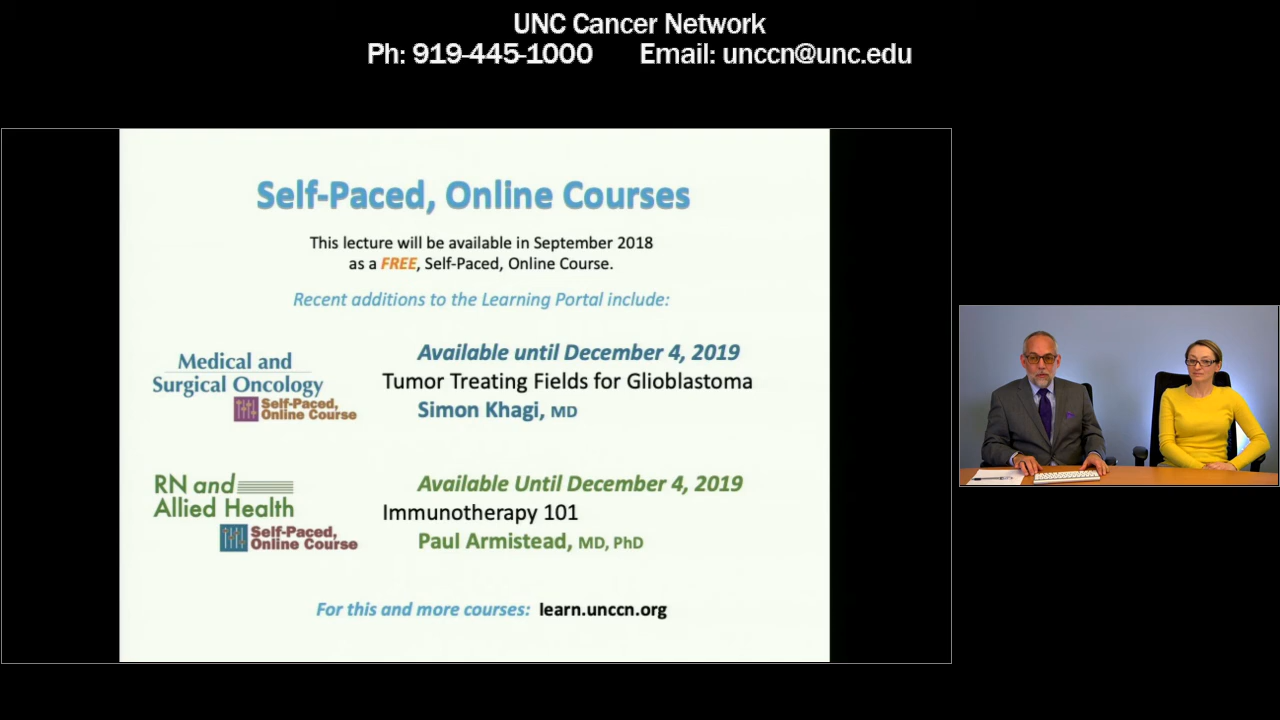 UNC Cancer Network
Ph: 919-445-1000 Email: unccn@unc.edu
Self-Paced, Online Courses
This lecture will be available in September 2018
as a FREE, Self-Paced, Online Course.
Recent additions to the Learning Portal include:
Medical and
Surgical Oncology
Self-Paced,
Online Course
Available until December 4, 2019
Tumor Treating Fields for Glioblastoma
Simon Khagi, MD
RN and
Allied Health
Self-Paced,
Online Course
Available Until December 4, 2019
Immunotherapy 101
Paul Armistead, MD, PhD
For this and more courses: learn.unccn.org